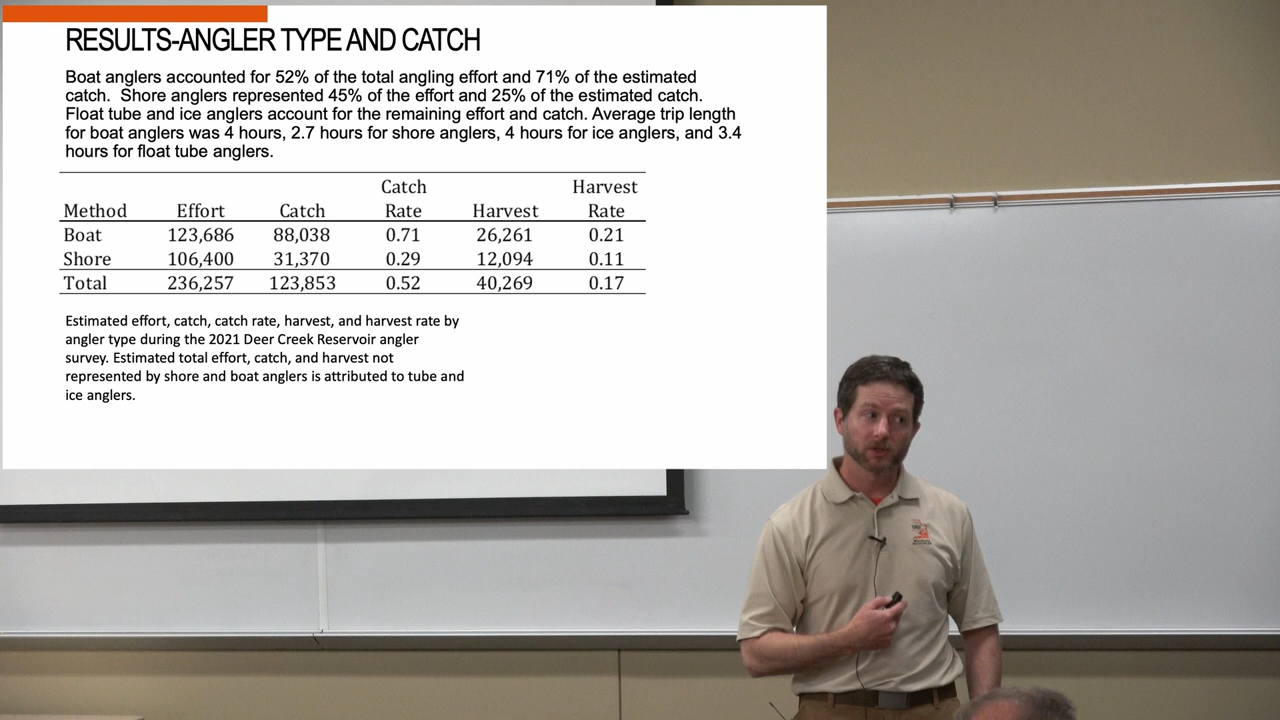 RESULTS-ANGLER TYPE AND CATCH
Boat anglers accounted for 52% of the total angling effort and 71% of the estimated
catch. Shore anglers represented 45% of the effort and 25% of the estimated catch.
Float tube and ice anglers account for the remaining effort and catch. Average trip length
for boat anglers was 4 hours, 2.7 hours for shore anglers, 4 hours for ice anglers, and 3.4
hours for float tube anglers.
Catch Harvest
Method Effort Catch Rate Harvest Rate
Boat 123,686 88,038 0.71 26,261 0.21
Shore 106,400 31,370 0.29 12,094 0.11
Total 236,257 123,853 0.52 40,269 0.17
Estimated effort, catch, catch rate, harvest, and harvest rate by
angler type during the 2021 Deer Creek Reservoir angler
survey. Estimated total effort, catch, and harvest not
represented by shore and boat anglers is attributed to tube and
ice anglers.